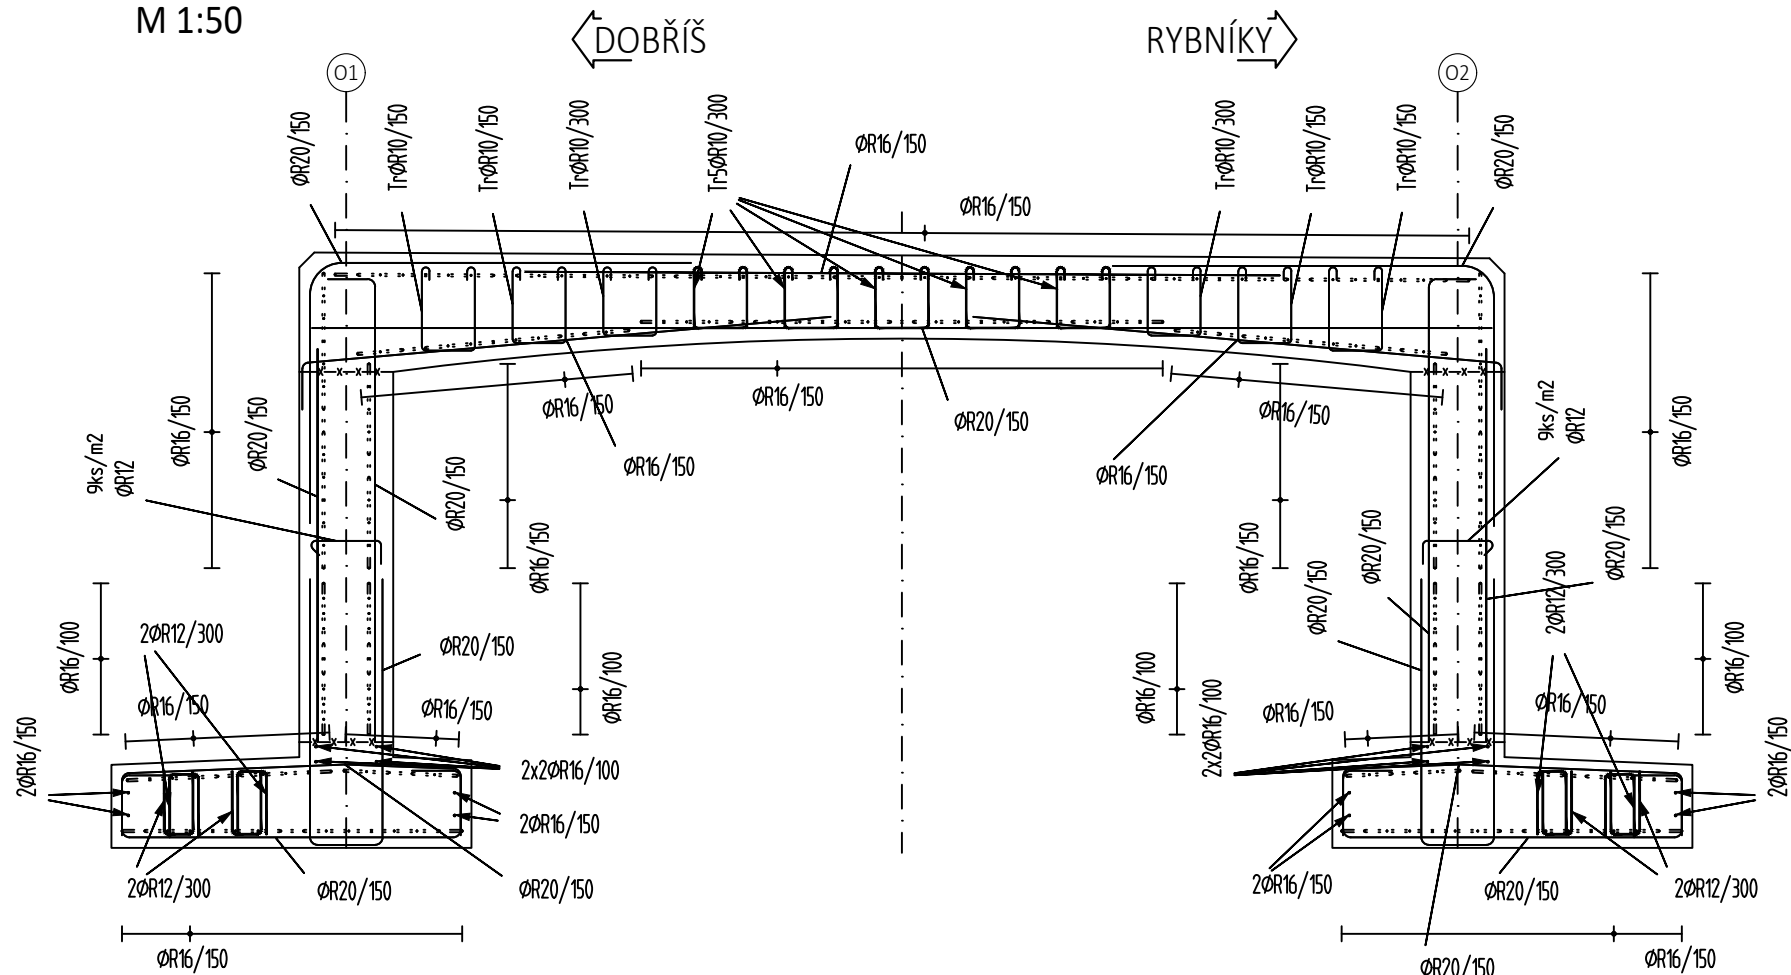 M 1:50
DOBŘÍŠ
RYBNÍKY
O1
O2
ØR20/150
TrØR10/150
TrØR10/150
TrØR10/300
Tr5ØR10/300
ØR16/150
TrØR10/300
TrØR10/150
TrØR10/150
ØR20/150
ØR16/150
ØR16/150
ØR20/150
9ks/m2
ØR12
ØR20/150
ØR16/150
ØR16/150
ØR16/150
ØR16/150
ØR20/150
ØR16/150
ØR16/150
9ks/m2
ØR12
ØR16/150
ØR16/150
ØR20/150
ØR20/150
ØR20/150
2ØR12/300
ØR16/100
2ØR12/300
ØR20/150
ØR16/100
ØR16/100
ØR16/100
ØR16/150
ØR16/150
2x2ØR16/100
ØR16/150
ØR16/150
2ØR16/150
2x2ØR16/100
2ØR16/150
2ØR16/150
2ØR12/300
ØR20/150
ØR20/150
2ØR16/150
ØR20/150
2ØR12/300
ØR16/150
ØR20/150
ØR16/150